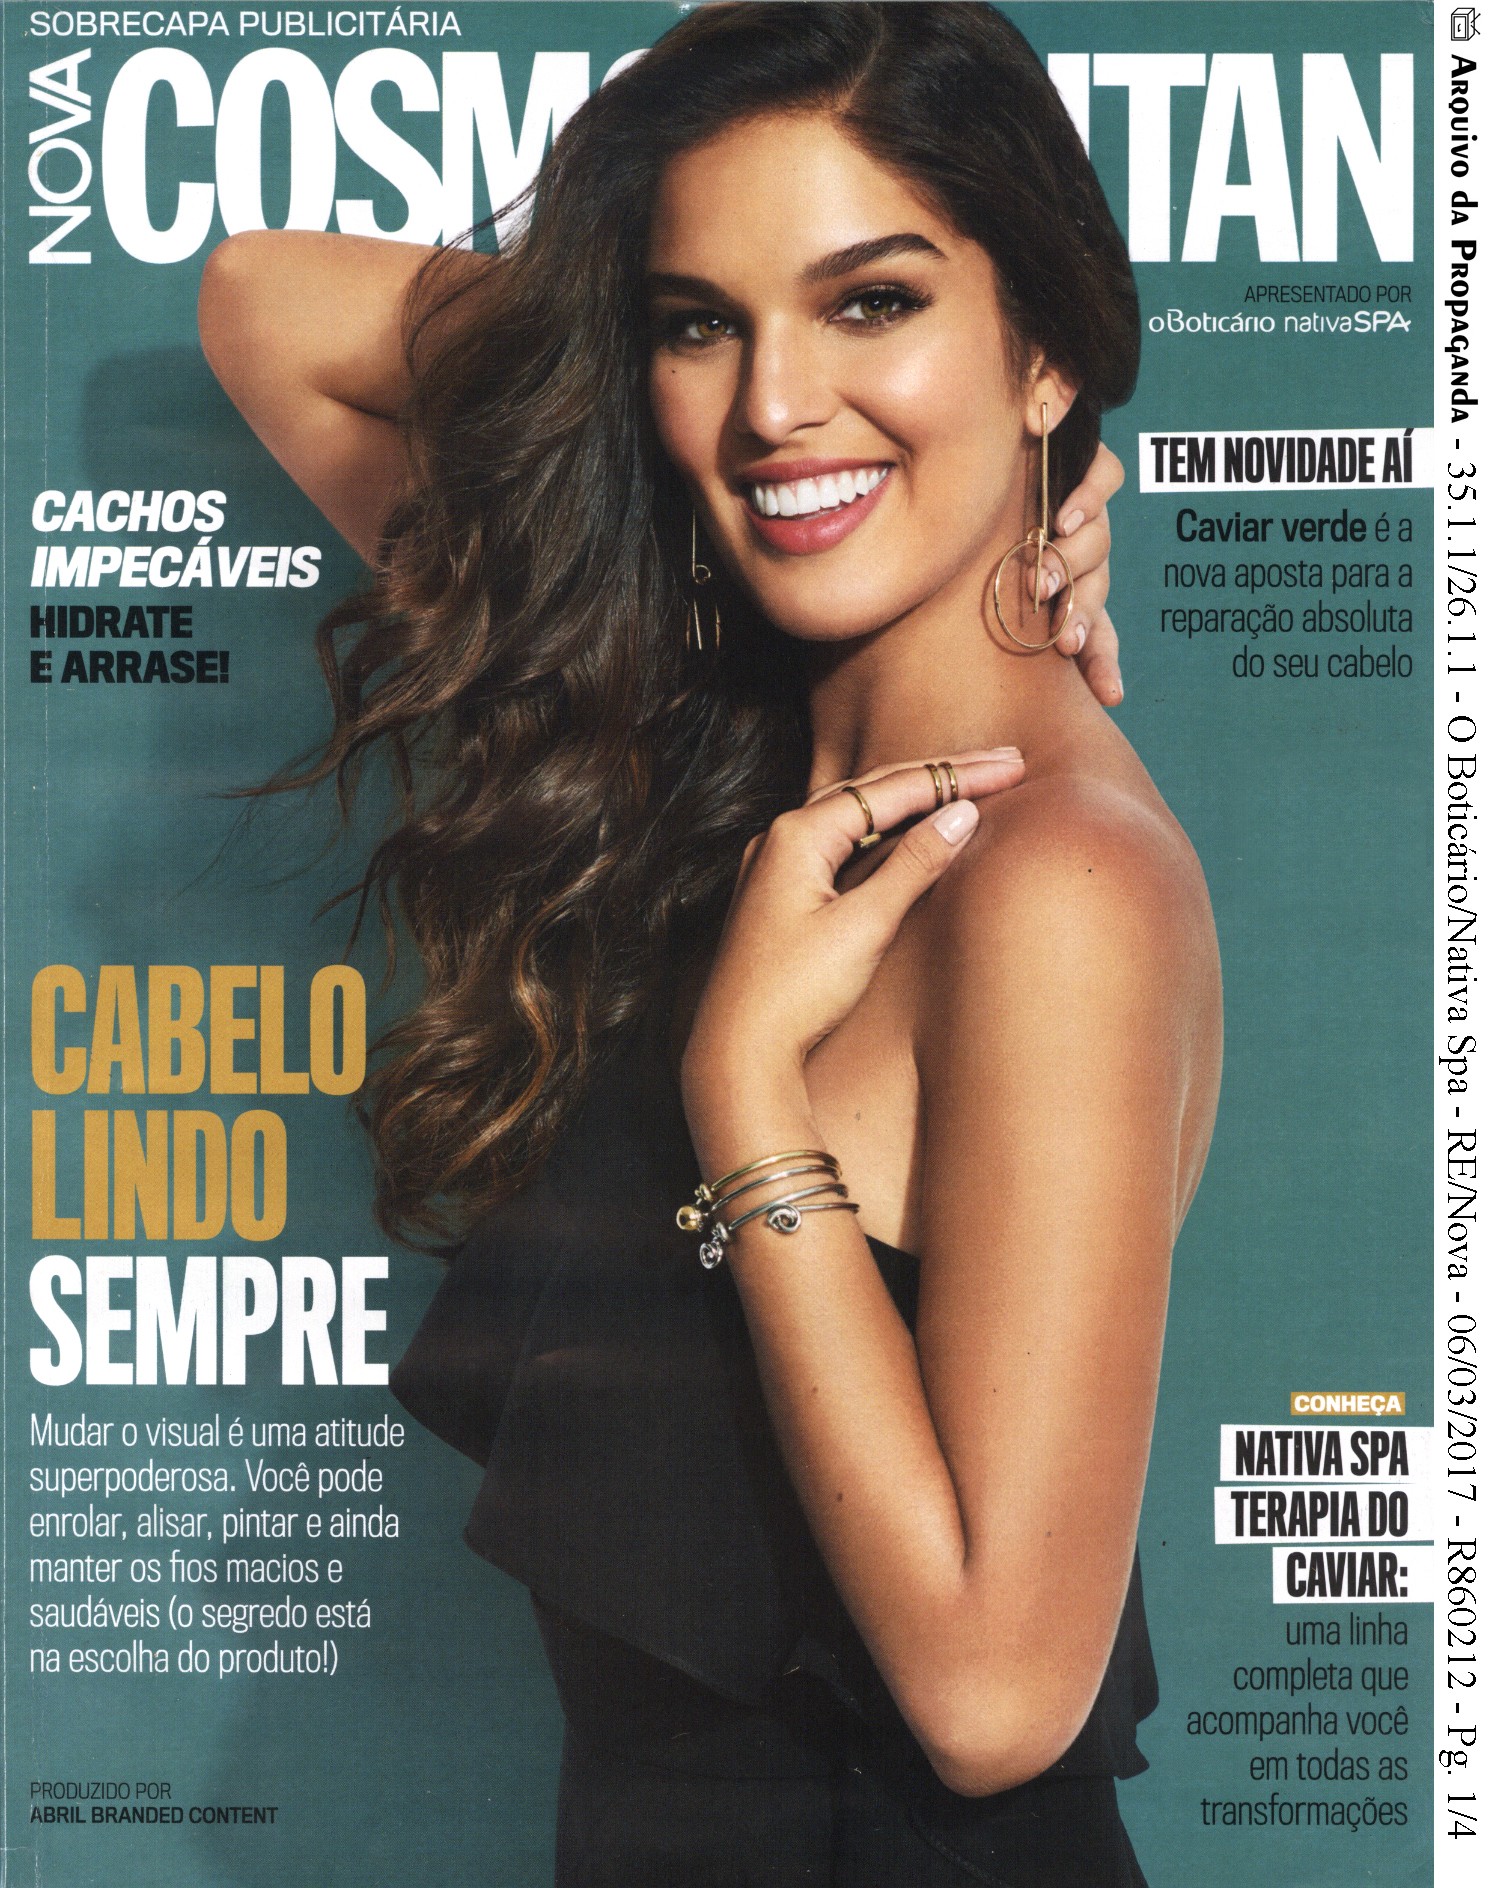 SOBRECAPA PUBLICITÁRIA
NOVA
COSM ITAN
APRESENTADO POR
oBoticário nativaSPA
TEM NOVIDADE AÍ
Caviar verde é a
nova aposta para a
reparação absoluta
do seu cabelo
CACHOS
IMPECÁVEIS
HIDRATE
E ARRASE!
CABELO
LINDO
SEMPRE
Mudar o visual é uma atitude
superpoderosa. Você pode
enrolar, alisar, pintar e ainda
manter os fios macios e
saudáveis (o segredo está
na escolha do produto!)
PRODUZIDO POR
ABRIL BRANDED CONTENT
CONHEÇA
NATIVA SPA
TERAPIA DO
CAVIAR:
uma linha
completa que
acompanha você
em todas as
transformações
Arquivo da Propaganda - 35.1.1/26.1.1 - O Boticário/Nativa Spa - RE/Nova - 06/03/2017 - R860212 - Pg. 1/4